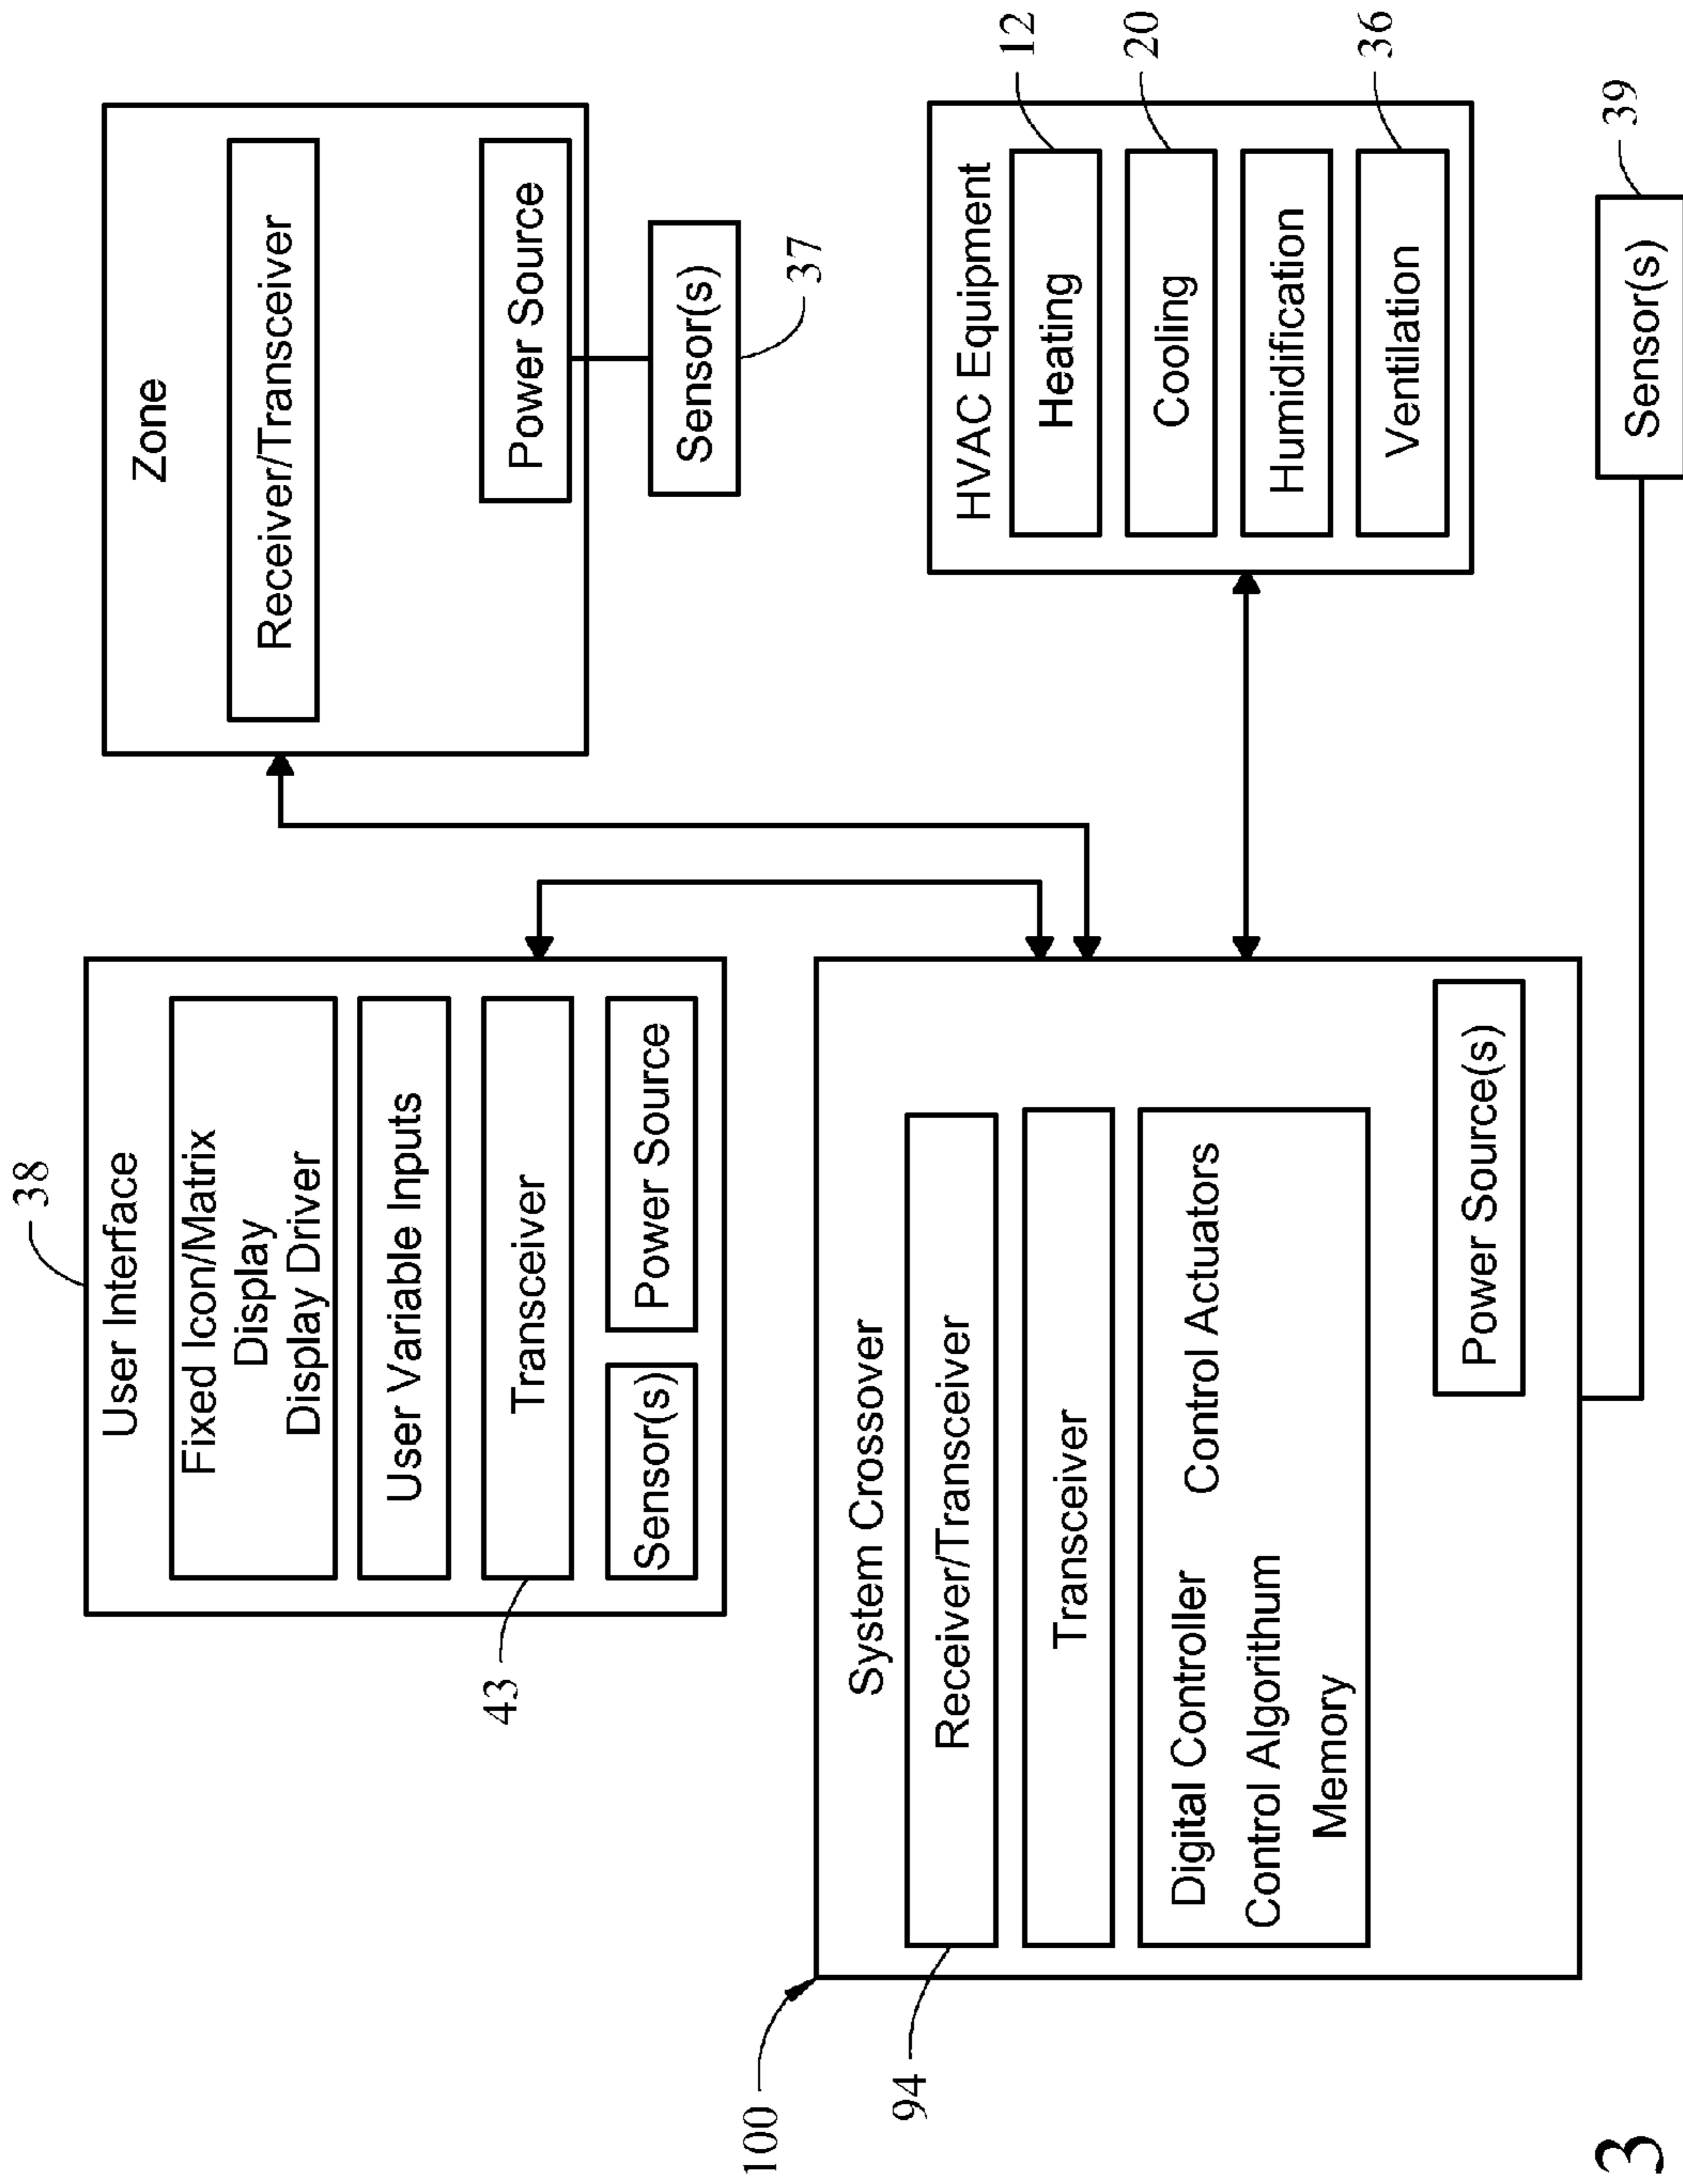 38
User Interface
Fixed Icon/Matrix
Display
Display Driver
User Variable Inputs
Transceiver
43
Sensor(s)
Power Source
Zone
Receiver/Transceiver
Power Source
Sensor(s)
37
100
System Crossover
Receiver/Transceiver
94
Transceiver
Digital Controller
Control Actuators
Control Algorithum
Memory
Power Source(s)
HVAC Equipment
Heating
12
Cooling
20
Humidification
Ventilation
36
Sensor(s)
39
3